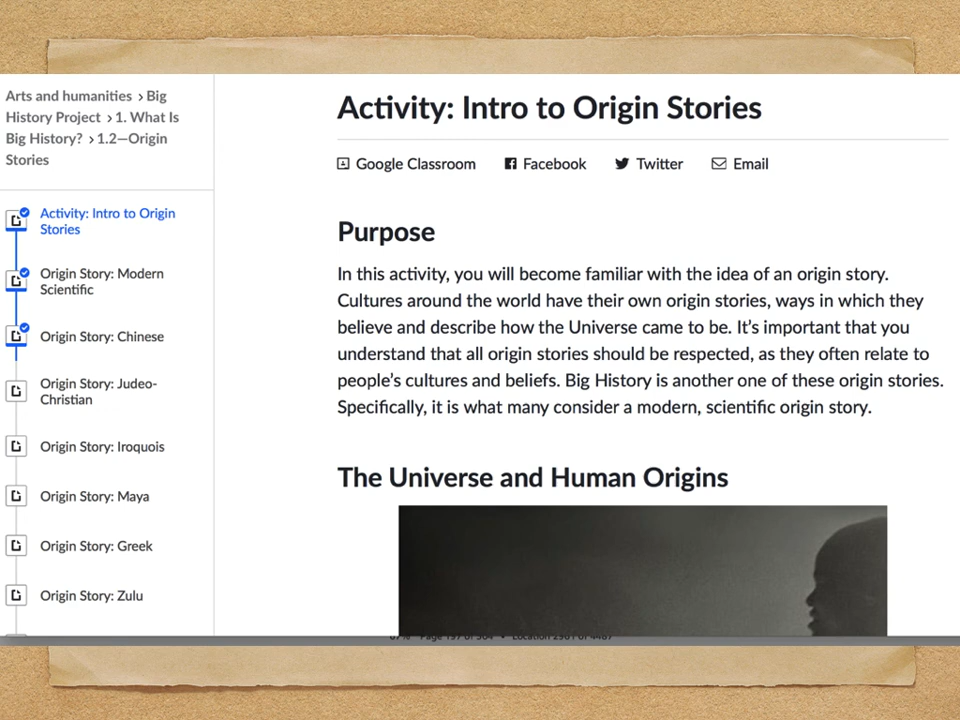 Arts and humanities › Big
History Project › 1. What Is
Big History? › 1.2—Origin
Stories
Activity: Intro to Origin
Stories
Origin Story: Modern
Scientific
Origin Story: Chinese
Origin Story: Judeo-
Christian
Origin Story: Iroquois
Origin Story: Maya
Origin Story: Greek
Origin Story: Zulu
Activity: Intro to Origin Stories
Google Classroom Facebook Twitter Email
Purpose
In this activity, you will become familiar with the idea of an origin story.
Cultures around the world have their own origin stories, ways in which they
believe and describe how the Universe came to be. It’s important that you
understand that all origin stories should be respected, as they often relate to
people’s cultures and beliefs. Big History is another one of these origin stories.
Specifically, it is what many consider a modern, scientific origin story.
The Universe and Human Origins